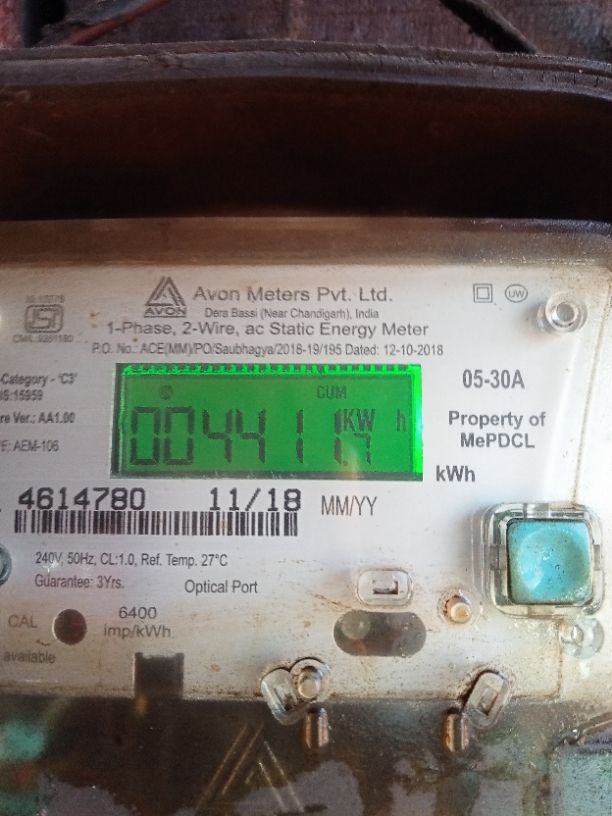 AVON
Avon Meters Pvt. Ltd.
Dera Bassi (Near Chandigarh), India
1-Phase, 2-Wire, ac Static Energy Meter
P.O. No.: ACE(MM)/PO/Saubhagya/2018-19/195 Dated: 12-10-2018
UW
ISI
-Category - 'C3'
IS:15959
re Ver.: AA1.00
AEM-106
CUM
004411.7
KW h
05-30A
Property of
MePDCL
kWh
4614780 11/18 MM/YY
240V, 50Hz, CL:1.0, Ref. Temp. 27°C
Guarantee: 3Yrs.
Optical Port
CAL
6400
imp/kWh
available